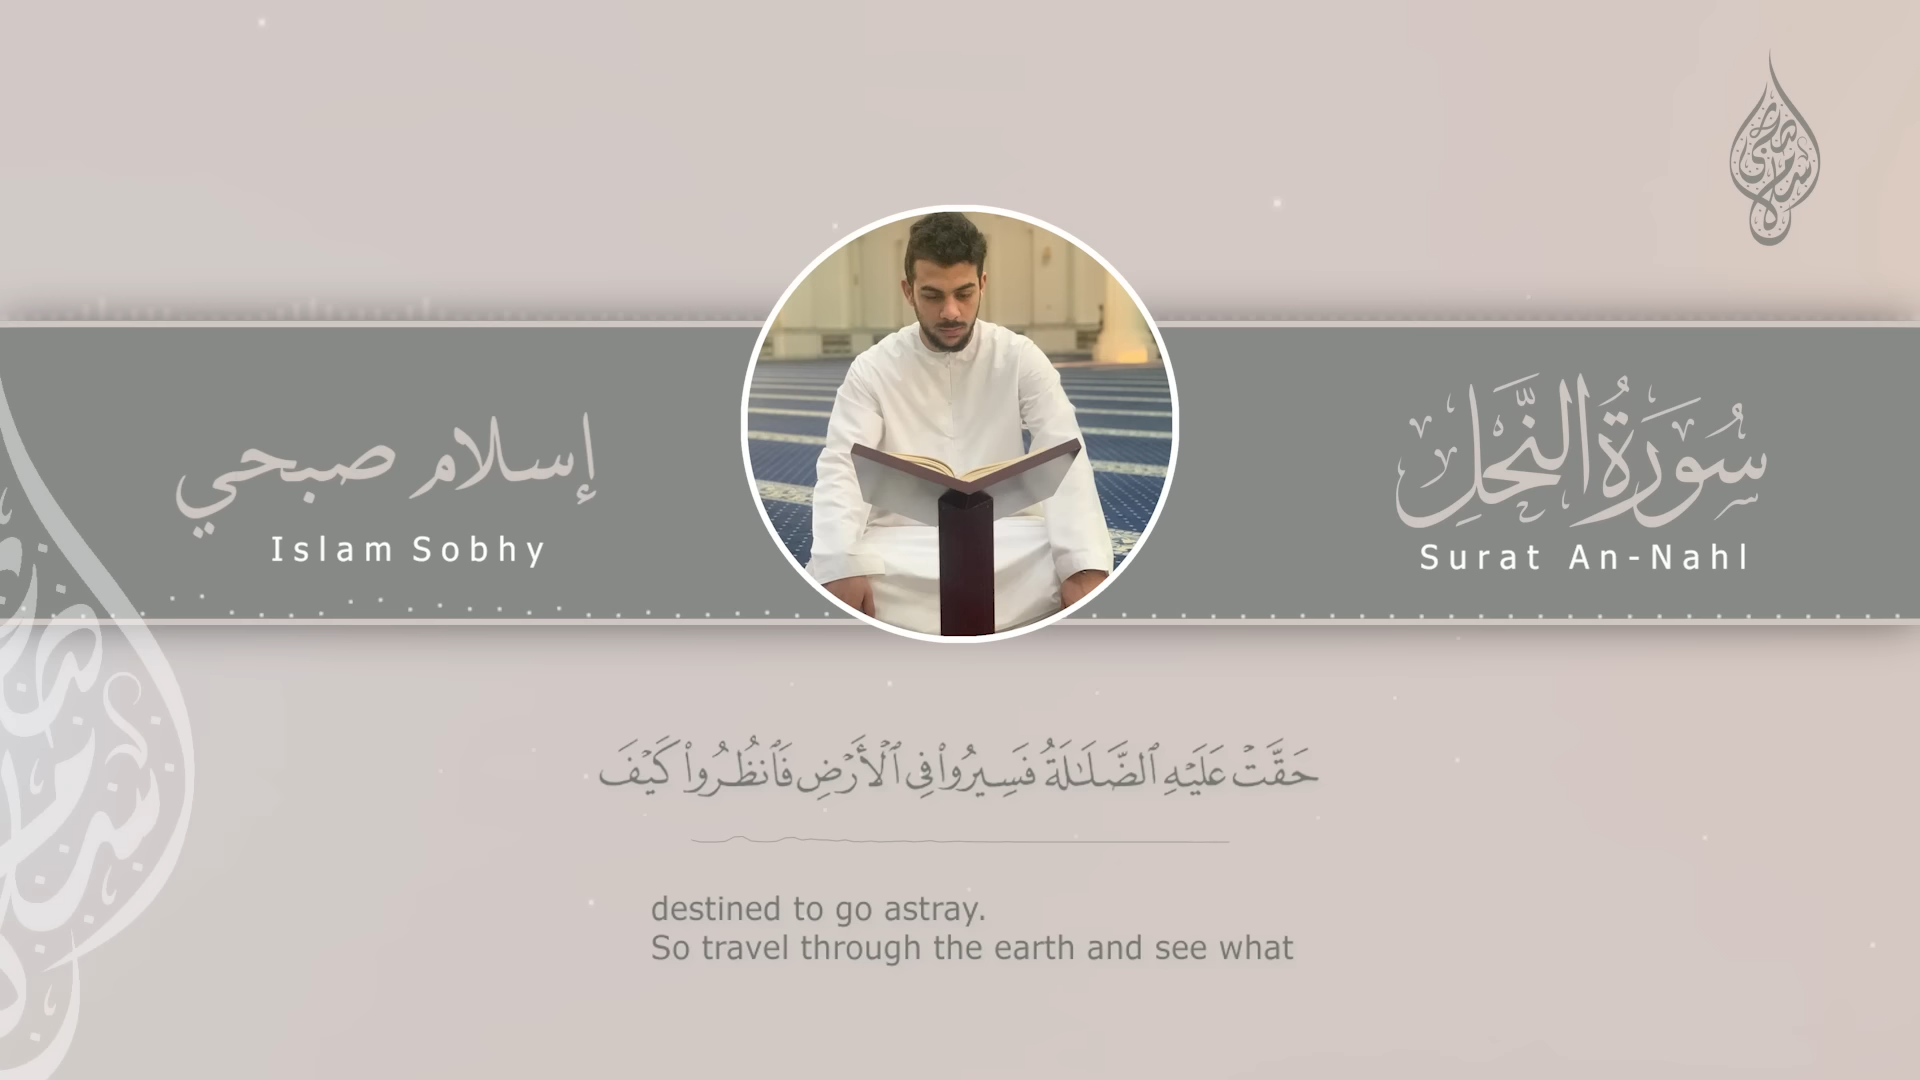 إسلام صبحي
Islam Sobhy
سُورَةُ النَّحل
Surat An-Nahl
حَقَّتْ عَلَيْهِ ٱلضَّلَـٰلَةُ فَسِيرُوا۟ فِى ٱلْأَرْضِ فَٱنظُرُوا۟ كَيْفَ
destined to go astray.
So travel through the earth and see what